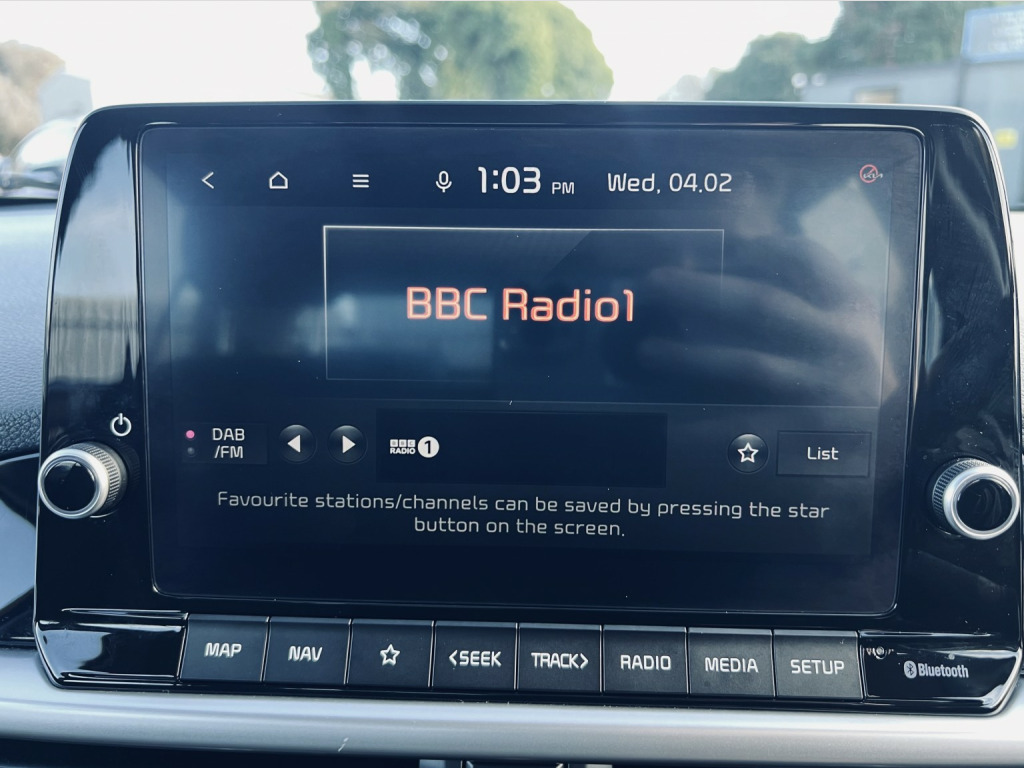 1:03 PM Wed, 04.02
BBC Radio1
DAB
/FM
BBC
RADIO 1
List
Favourite stations/channels can be saved by pressing the star
button on the screen.
MAP NAV <SEEK TRACK> RADIO MEDIA SETUP
VOL
Bluetooth